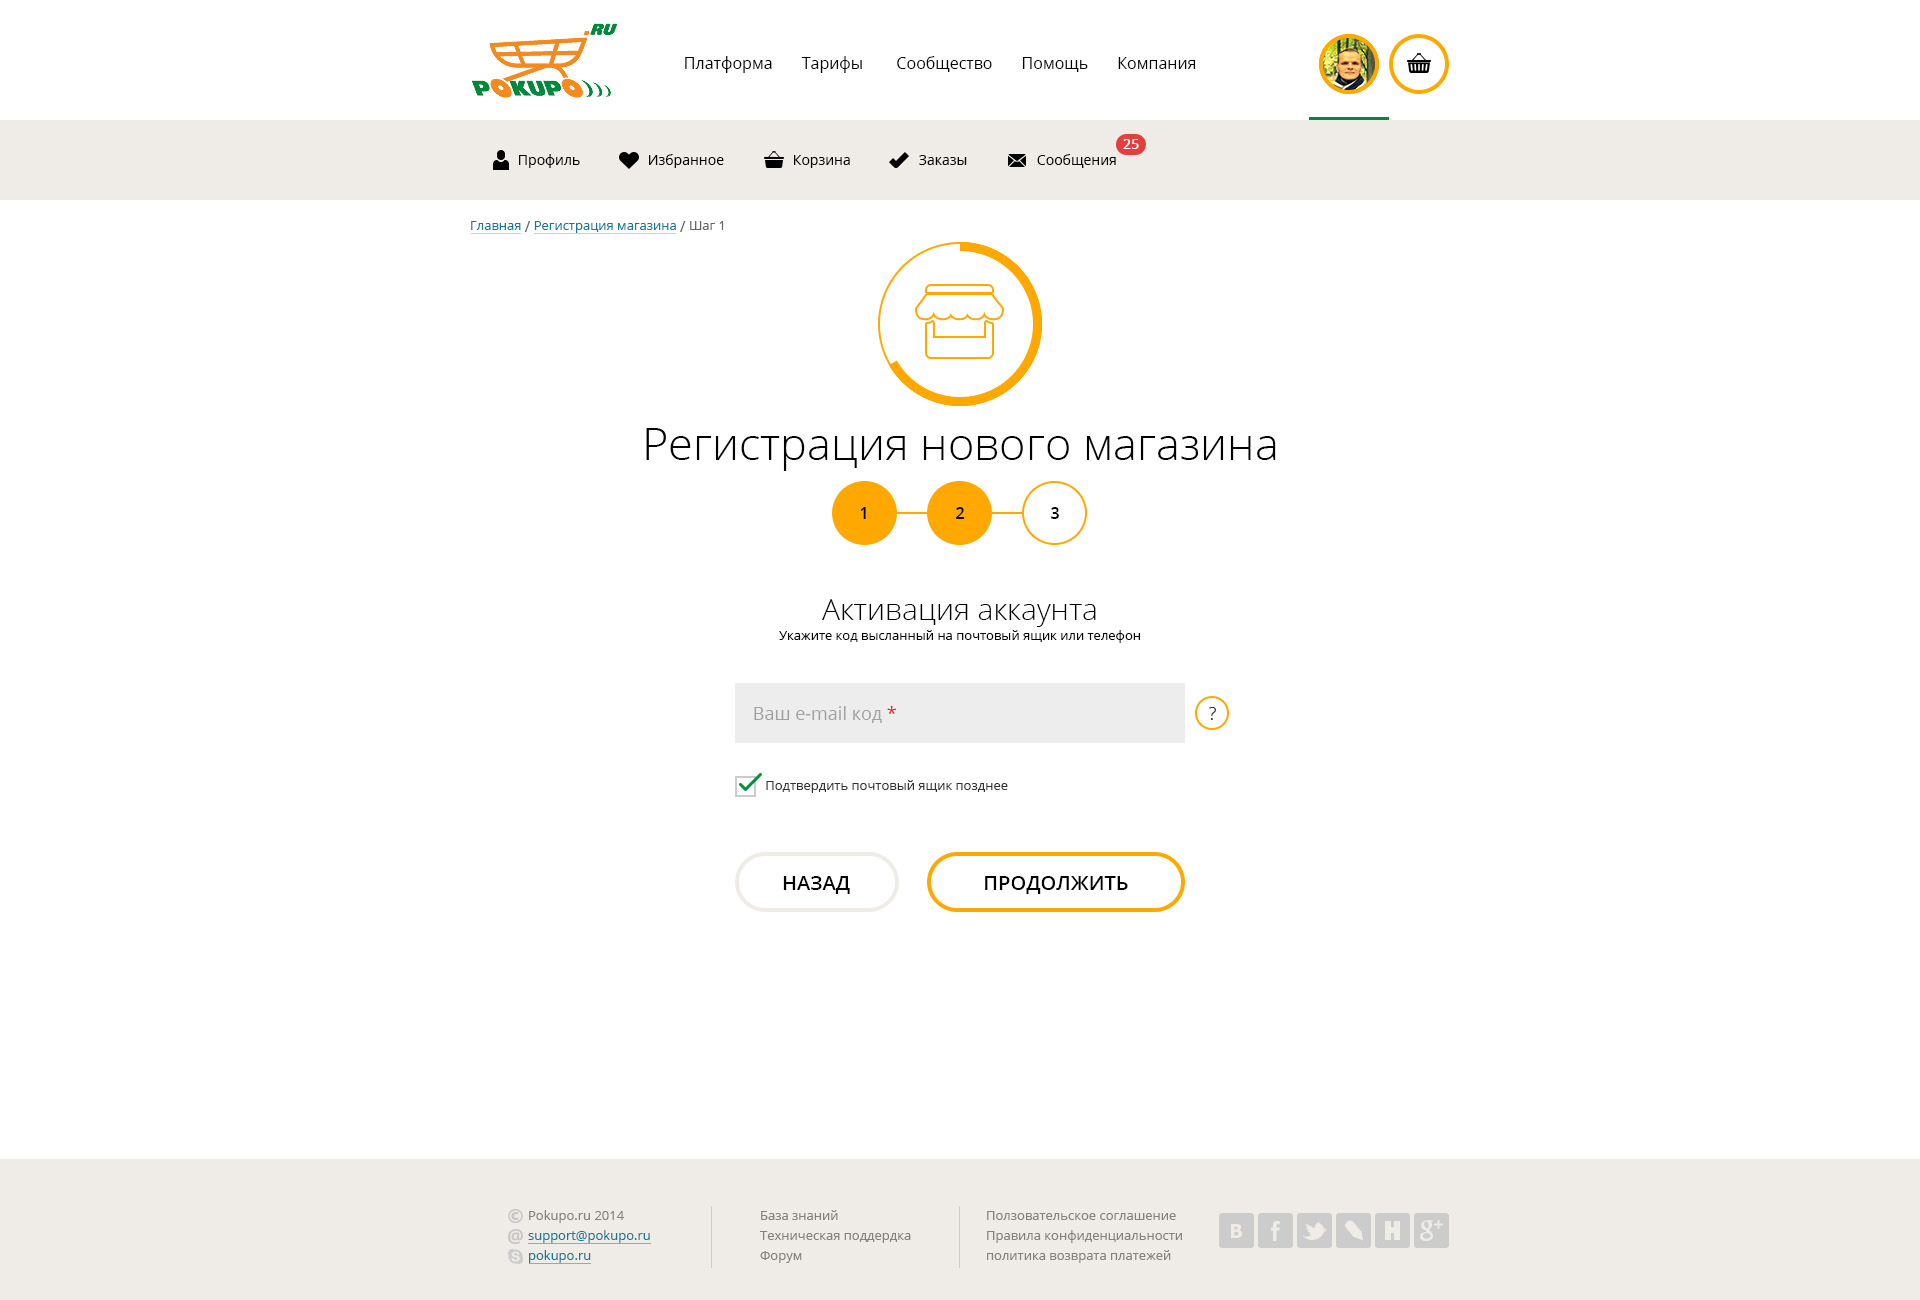 .RU
POKUPO
Платформа Тарифы Сообщество Помощь Компания
Профиль Избранное Корзина Заказы Сообщения 25
Главная / Регистрация магазина / Шаг 1
Регистрация нового магазина
1 2 3
Активация аккаунта
Укажите код высланный на почтовый ящик или телефон
Ваш e-mail код *
?
Подтвердить почтовый ящик позднее
НАЗАД ПРОДОЛЖИТЬ
© Pokupo.ru 2014
@ support@pokupo.ru
pokupo.ru
База знаний
Техническая поддердка
Форум
Ползовательское соглашение
Правила конфиденциальности
политика возврата платежей
B f H g+